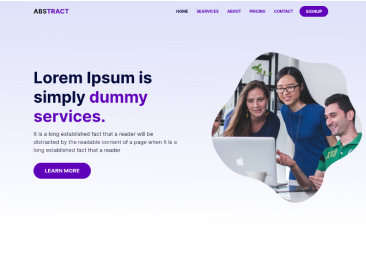 ABSTRACT
HOME SEARVICES ABOUT PRICING CONTACT SIGNUP
Lorem Ipsum is
simply dummy
services.
It is a long established fact that a reader will be
distracted by the readable content of a page when it is a
long established fact that a reader
LEARN MORE